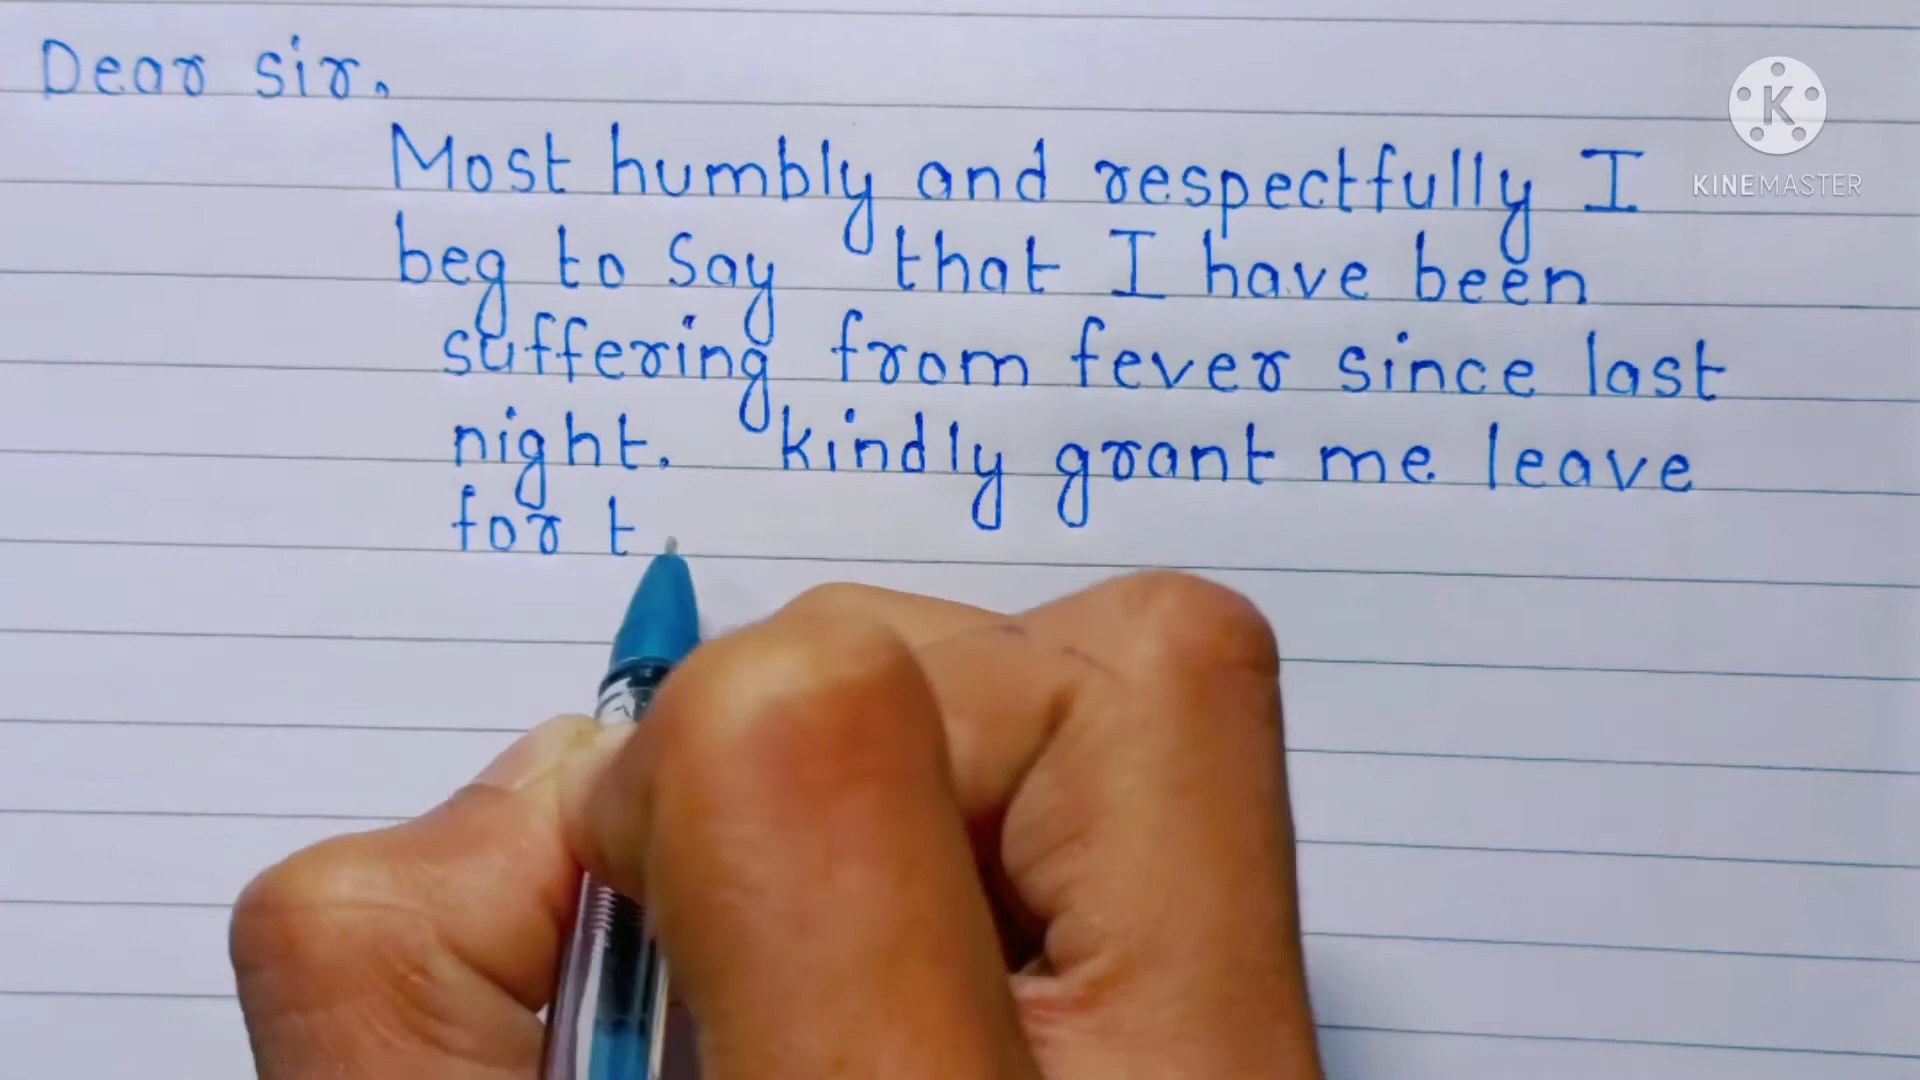 Dear sir,
KINEMASTER
Most humbly and respectfully I
beg to say that I have been
suffering from fever since last
night. kindly grant me leave
for t